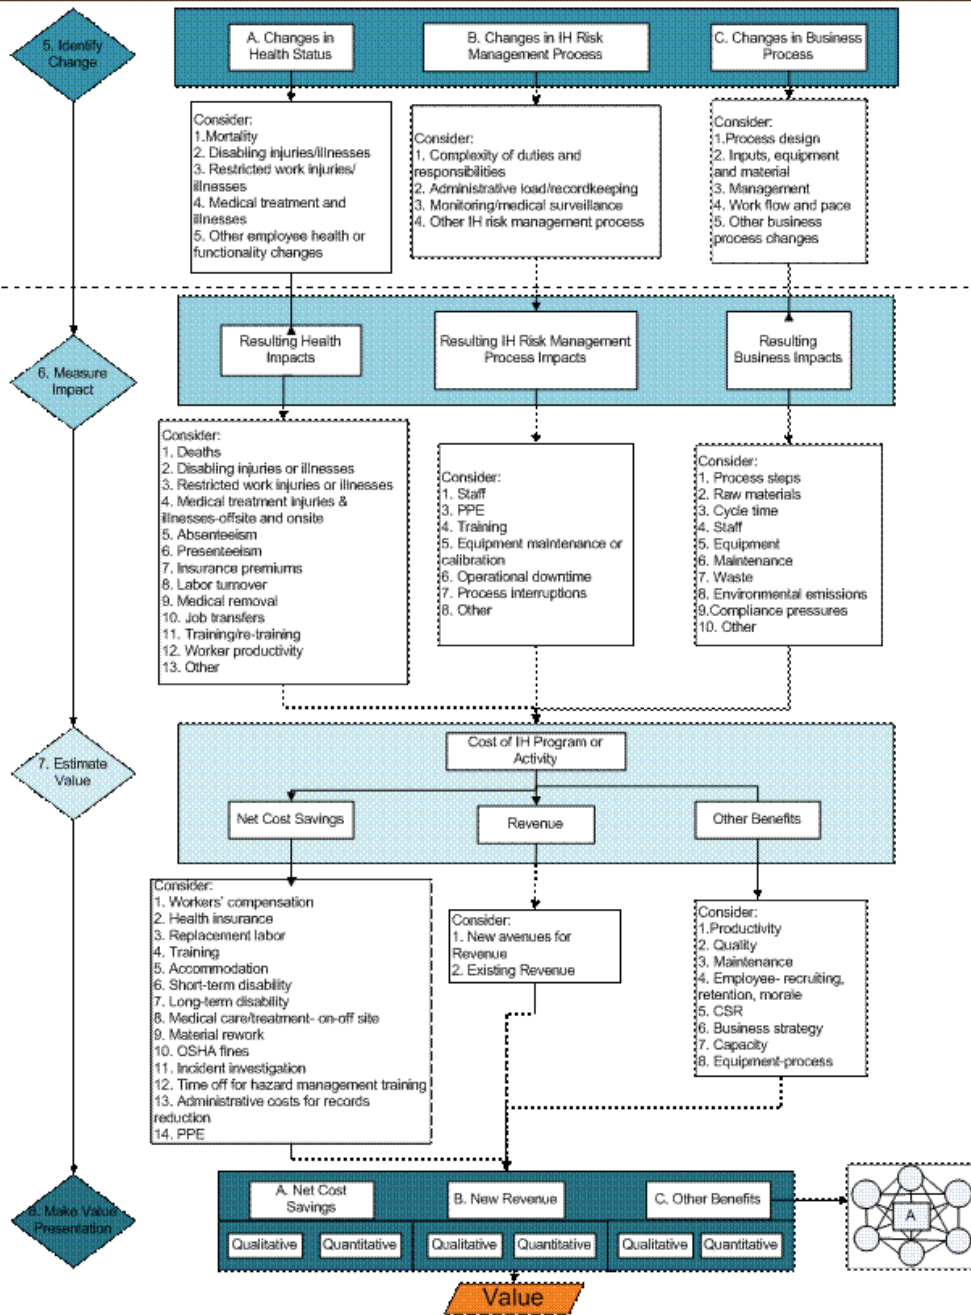 5. Identify
Change
A. Changes in
Health Status
B. Changes in IH Risk
Management Process
C. Changes in Business
Process
Consider:
1.Mortality
2. Disabling injuries/illnesses
3. Restricted work injuries/
illnesses
4. Medical treatment and
illnesses
5. Other employee health or
functionality changes
Consider:
1. Complexity of duties and
responsibilities
2. Administrative load/recordkeeping
3. Monitoring/medical surveillance
4. Other IH risk management process
Consider:
1.Process design
2. Inputs, equipment
and material
3. Management
4. Work flow and pace
5. Other business
process changes
6. Measure
Impact
Resulting Health
Impacts
Resulting IH Risk Management
Process Impacts
Resulting
Business Impacts
Consider:
1. Deaths
2. Disabling injuries or illnesses
3. Restricted work injuries or illnesses
4. Medical treatment injuries &
illnesses-offsite and onsite
5. Absenteeism
6. Presenteeism
7. Insurance premiums
8. Labor turnover
9. Medical removal
10. Job transfers
11. Training/re-training
12. Worker productivity
13. Other
Consider:
1. Staff
3. PPE
4. Training
5. Equipment maintenance or
calibration
6. Operational downtime
7. Process interruptions
8. Other
Consider:
1. Process steps
2. Raw materials
3. Cycle time
4. Staff
5. Equipment
6. Maintenance
7. Waste
8. Environmental emissions
9.Compliance pressures
10. Other
7. Estimate
Value
Cost of IH Program or
Activity
Net Cost Savings
Revenue
Other Benefits
Consider:
1. Workers' compensation
2. Health insurance
3. Replacement labor
4. Training
5. Accommodation
6. Short-term disability
7. Long-term disability
8. Medical care/treatment- on-off site
9. Material rework
10. OSHA fines
11. Incident investigation
12. Time off for hazard management training
13. Administrative costs for records
reduction
14. PPE
Consider:
1. New avenues for
Revenue
2. Existing Revenue
Consider:
1.Productivity
2. Quality
3. Maintenance
4. Employee- recruiting,
retention, morale
5. CSR
6. Business strategy
7. Capacity
8. Equipment-process
8. Make Value
Presentation
A. Net Cost
Savings
B. New Revenue
C. Other Benefits
Qualitative
Quantitative
Qualitative
Quantitative
Qualitative
Quantitative
A
Value